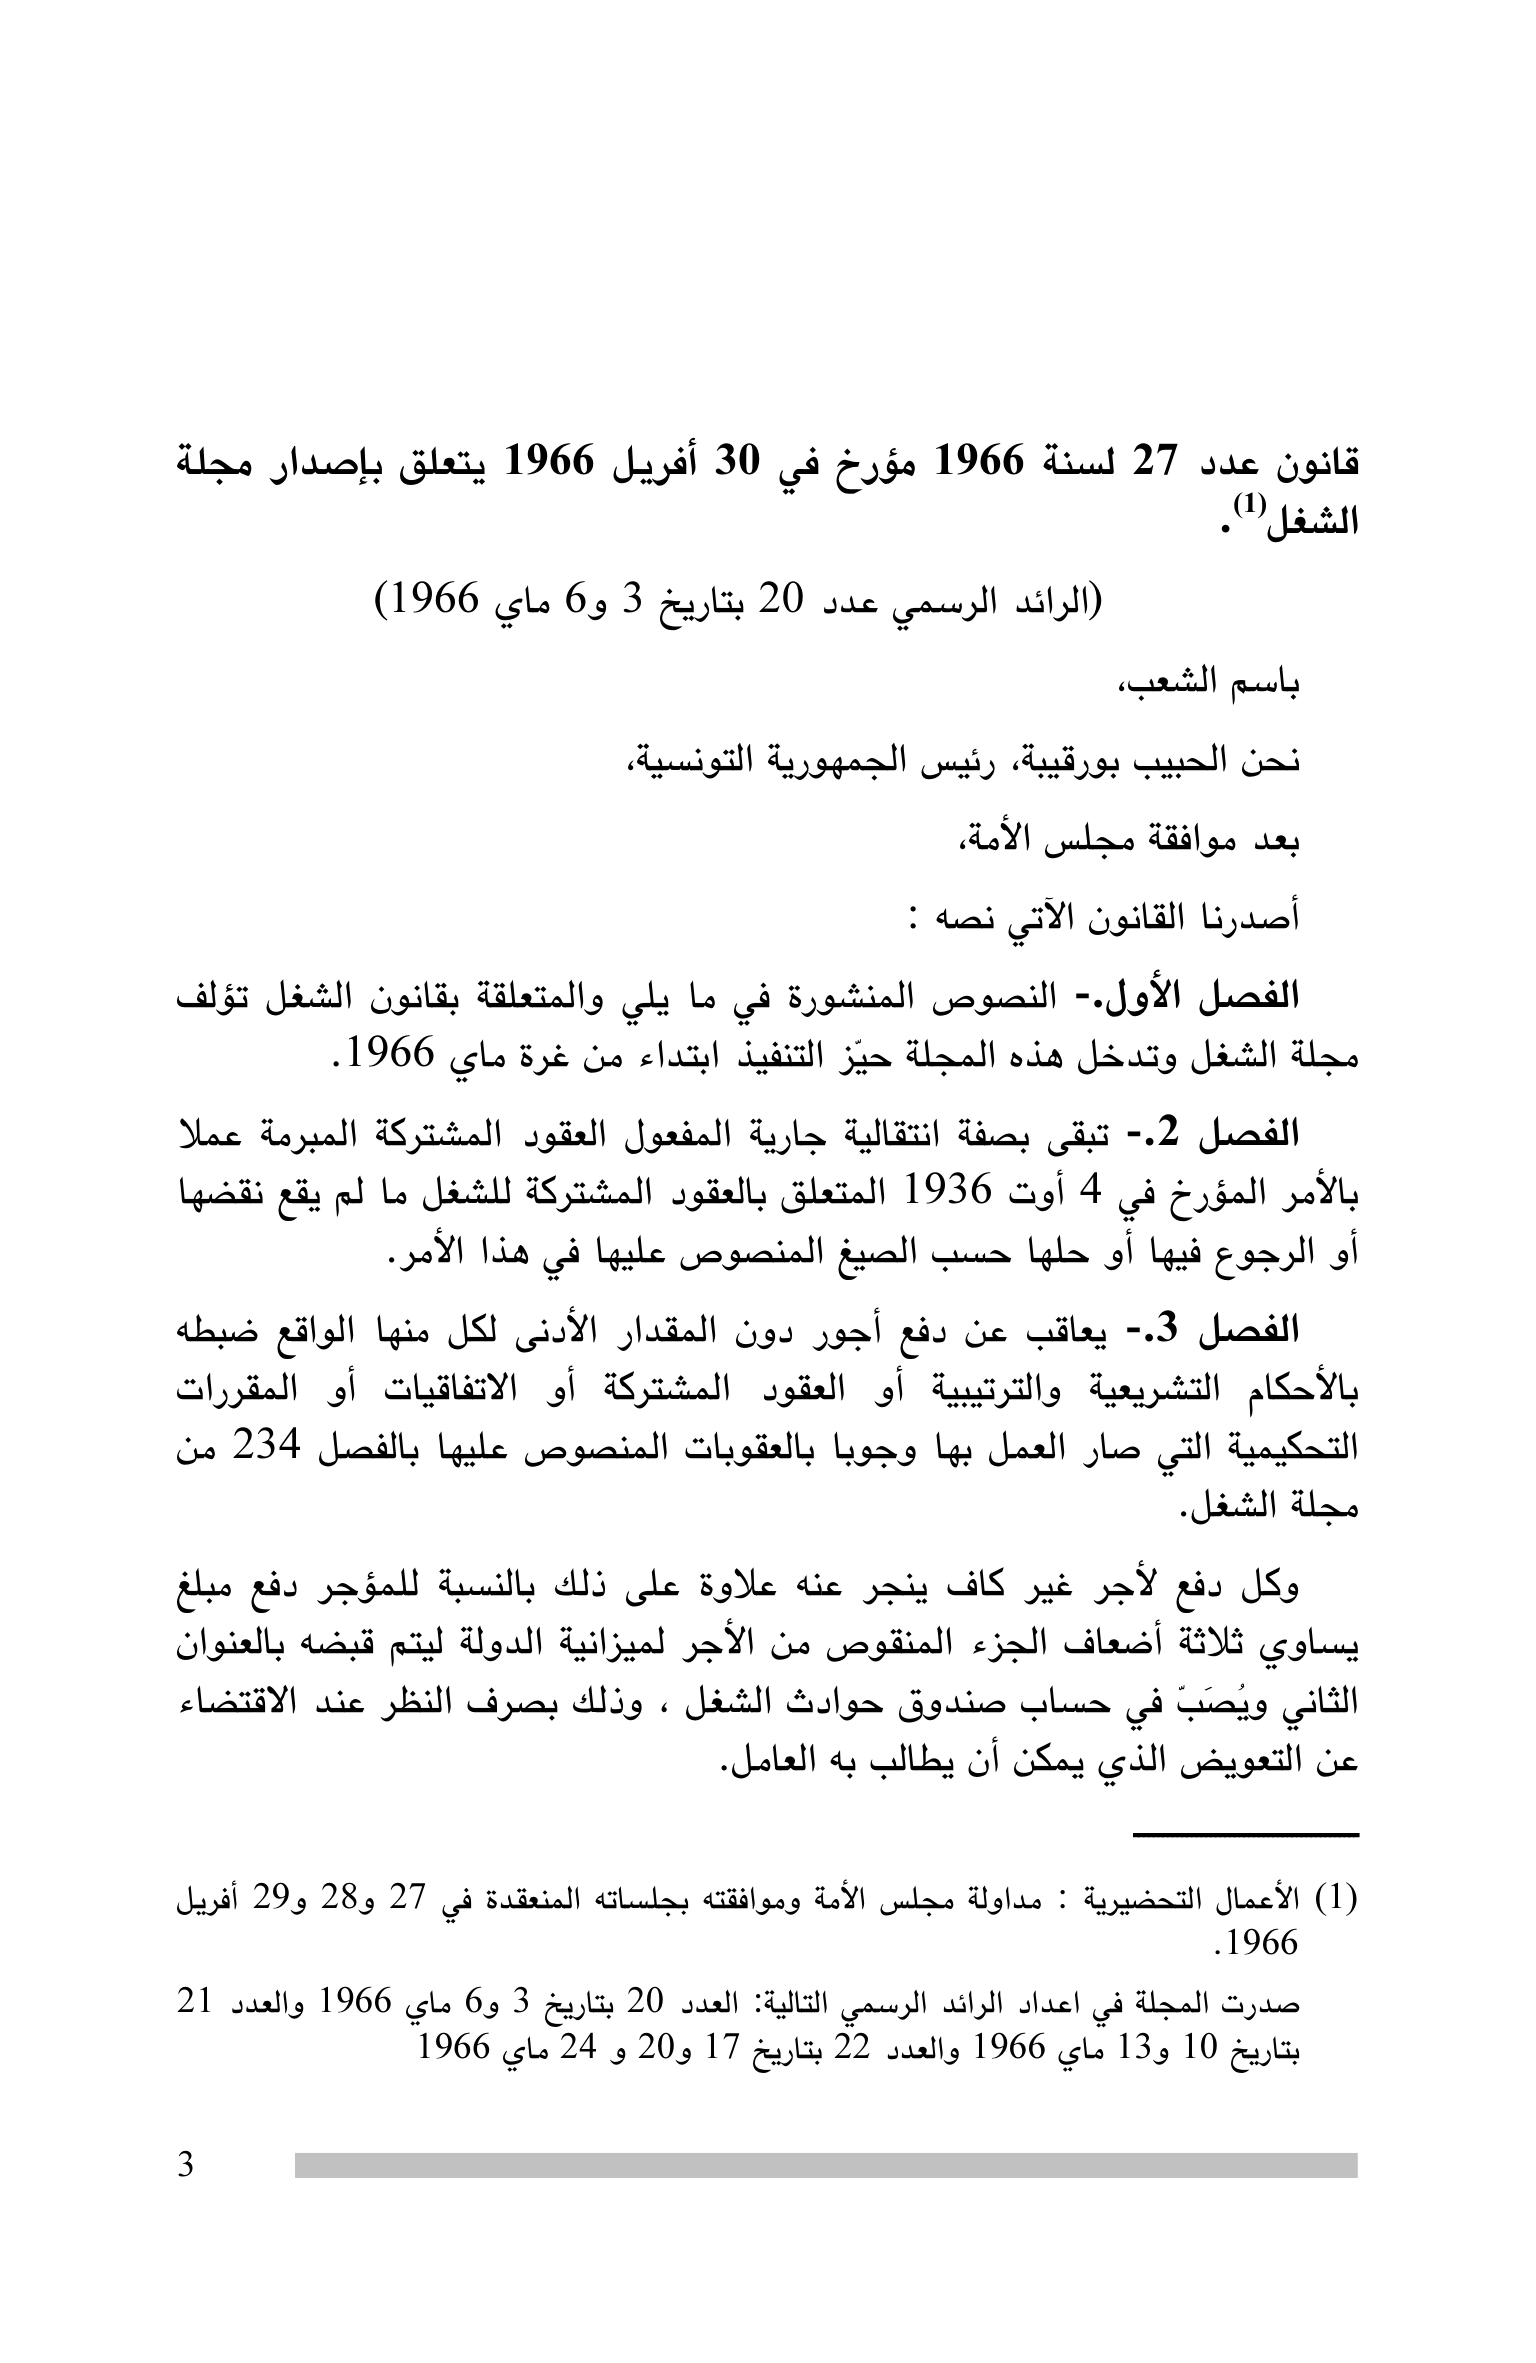 قانون عدد 27 لسنة 1966 مؤرخ في 30 أفريل 1966 يتعلق بإصدار مجلة
الشغل(1).
(الرائد الرسمي عدد 20 بتاريخ 3 و6 ماي 1966)
باسم الشعب،
نحن الحبيب بورقيبة، رئيس الجمهورية التونسية،
بعد موافقة مجلس الأمة،
أصدرنا القانون الآتي نصه :
الفصل الأول.- النصوص المنشورة في ما يلي والمتعلقة بقانون الشغل تؤلف
مجلة الشغل وتدخل هذه المجلة حيّز التنفيذ ابتداء من غرة ماي 1966.
الفصل 2.- تبقى بصفة انتقالية جارية المفعول العقود المشتركة المبرمة عملا
بالأمر المؤرخ في 4 أوت 1936 المتعلق بالعقود المشتركة للشغل ما لم يقع نقضها
أو الرجوع فيها أو حلها حسب الصيغ المنصوص عليها في هذا الأمر.
الفصل 3.- يعاقب عن دفع أجور دون المقدار الأدنى لكل منها الواقع ضبطه
بالأحكام التشريعية والترتيبية أو العقود المشتركة أو الاتفاقيات أو المقررات
التحكيمية التي صار العمل بها وجوبا بالعقوبات المنصوص عليها بالفصل 234 من
مجلة الشغل.
وكل دفع لأجر غير كاف ينجر عنه علاوة على ذلك بالنسبة للمؤجر دفع مبلغ
يساوي ثلاثة أضعاف الجزء المنقوص من الأجر لميزانية الدولة ليتم قبضه بالعنوان
الثاني ويُصَبّ في حساب صندوق حوادث الشغل ، وذلك بصرف النظر عند الاقتضاء
عن التعويض الذي يمكن أن يطالب به العامل.
(1) الأعمال التحضيرية : مداولة مجلس الأمة وموافقته بجلساته المنعقدة في 27 و28 و29 أفريل
1966.
صدرت المجلة في اعداد الرائد الرسمي التالية: العدد 20 بتاريخ 3 و6 ماي 1966 والعدد 21
بتاريخ 10 و13 ماي 1966 والعدد 22 بتاريخ 17 و20 و 24 ماي 1966
3